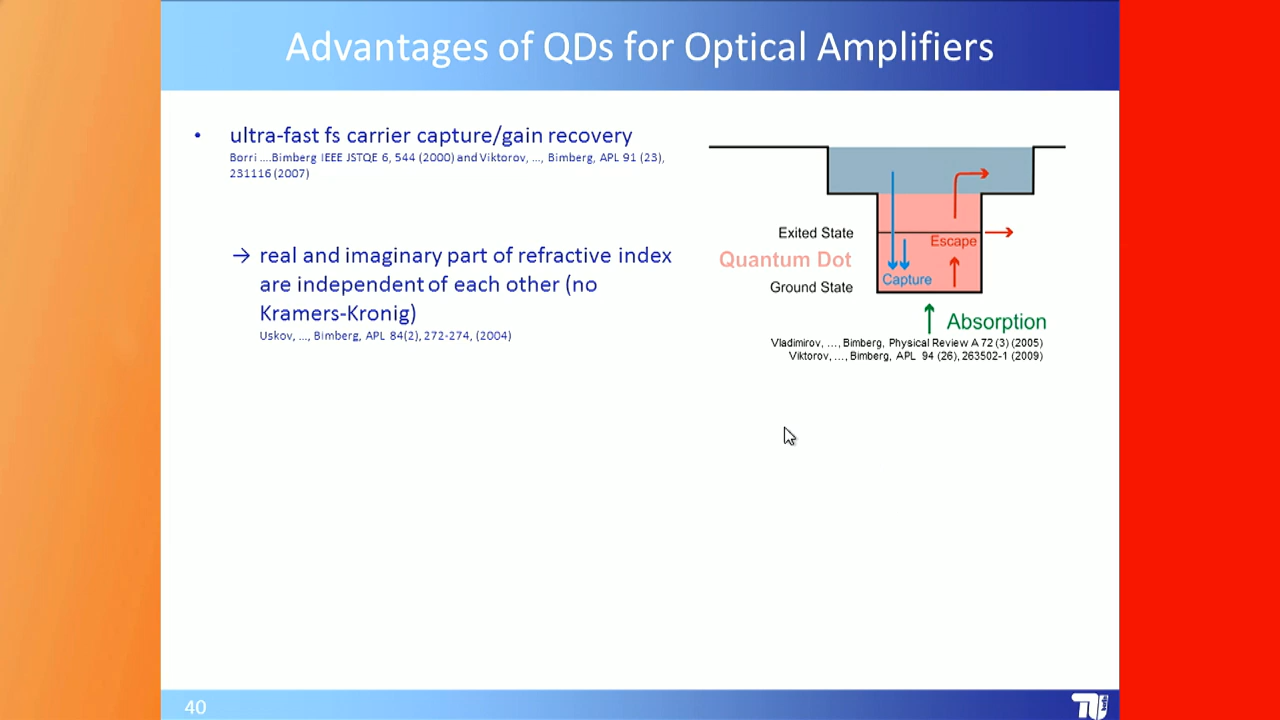 Advantages of QDs for Optical Amplifiers
• ultra-fast fs carrier capture/gain recovery
Borri ....Bimberg IEEE JSTQE 6, 544 (2000) and Viktorov, ..., Bimberg, APL 91 (23),
231116 (2007)
→ real and imaginary part of refractive index
are independent of each other (no
Kramers-Kronig)
Uskov, ..., Bimberg, APL 84(2), 272-274, (2004)
Exited State
Escape
Quantum Dot
Capture
Ground State
Absorption
Vladimirov, ..., Bimberg, Physical Review A 72 (3) (2005)
Viktorov, ..., Bimberg, APL 94 (26), 263502-1 (2009)
40